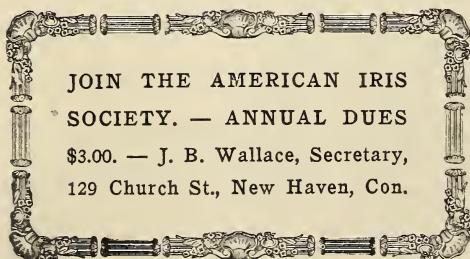 JOIN THE AMERICAN IRIS
SOCIETY. — ANNUAL DUES
$3.00. — J. B. Wallace, Secretary,
129 Church St., New Haven, Con.